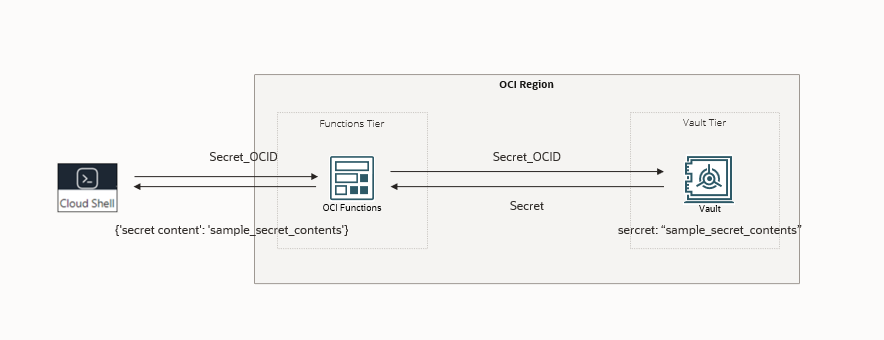 OCI Region
Functions Tier
Vault Tier
Secret_OCID
Secret_OCID
Cloud Shell
OCI Functions
Vault
Secret
{'secret content': 'sample_secret_contents'}
sercret: “sample_secret_contents”